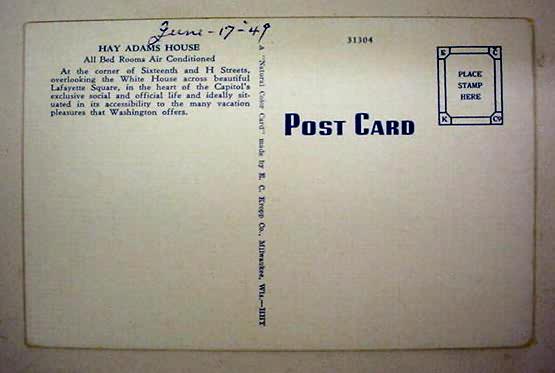 June-17-49
HAY ADAMS HOUSE
All Bed Rooms Air Conditioned
At the corner of Sixteenth and H Streets,
overlooking the White House across beautiful
Lafayette Square, in the heart of the Capitol's
exclusive social and official life and ideally sit-
uated in its accessibility to the many vacation
pleasures that Washington offers.
A "Natural Color Card" made by E. C. Kropp Co., Milwaukee, Wis.—HHT
31304
POST CARD
E C
PLACE
STAMP
HERE
K Co